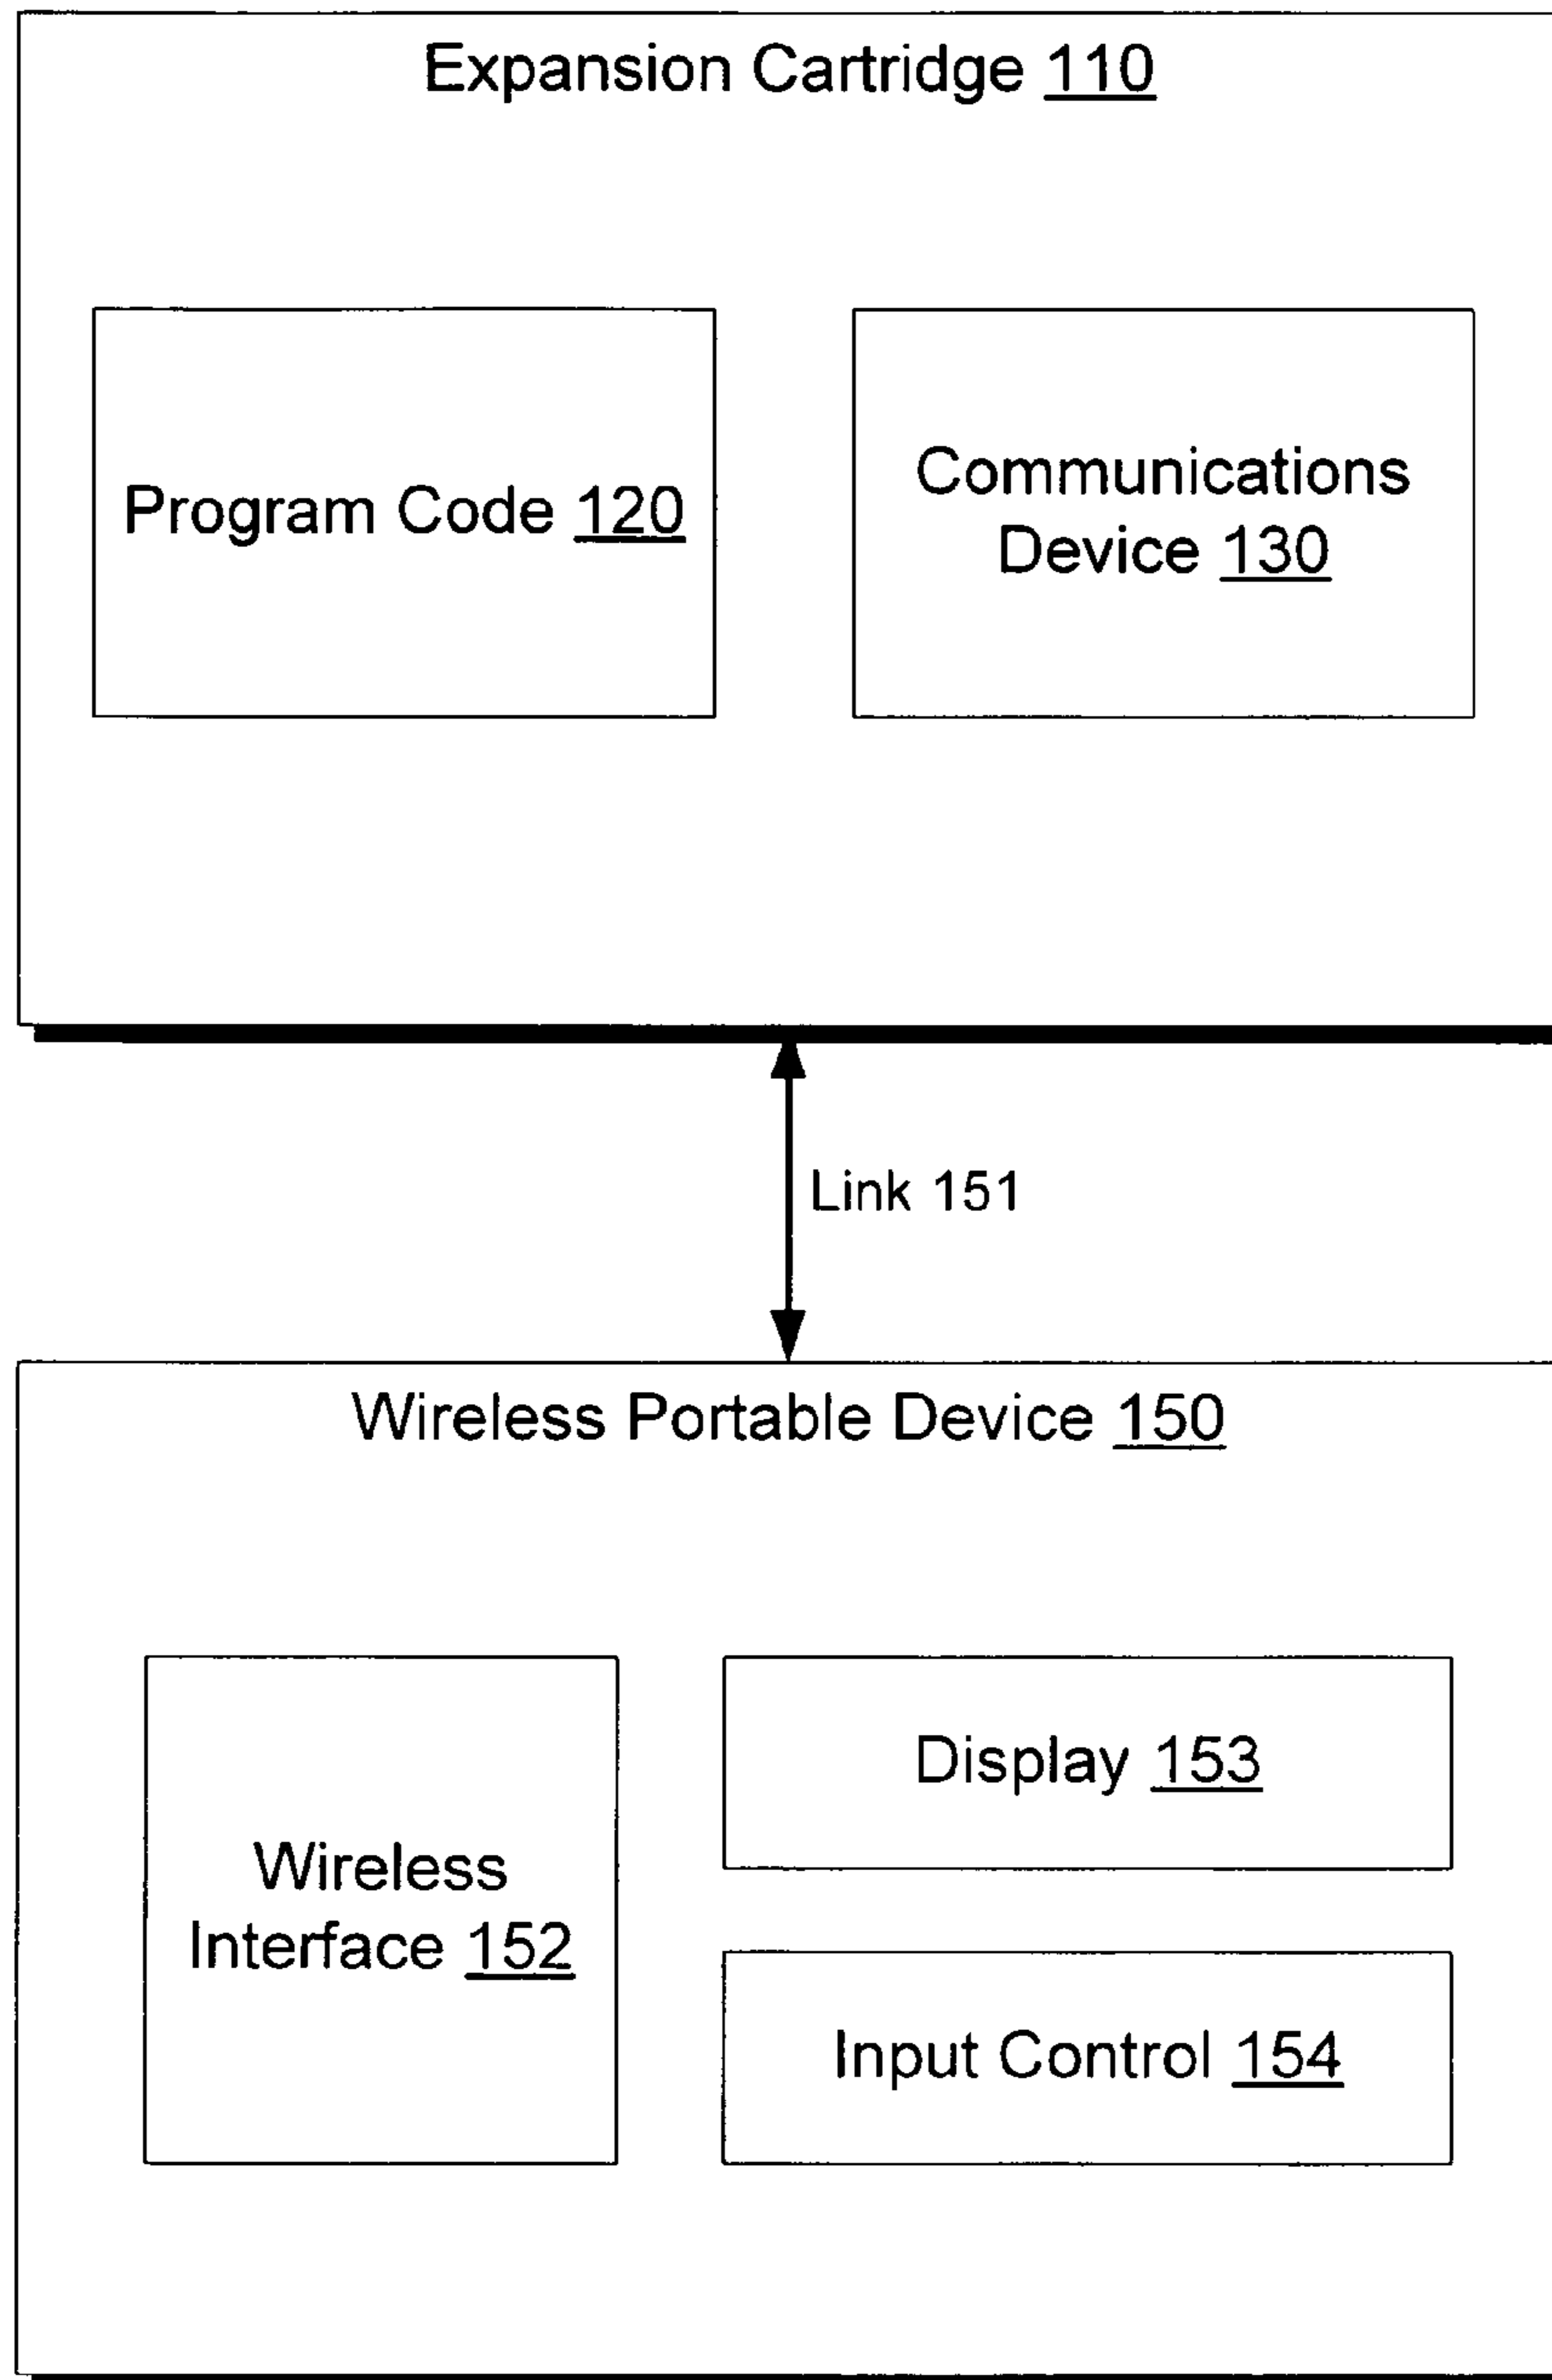 Expansion Cartridge 110
Program Code 120
Communications
Device 130
Link 151
Wireless Portable Device 150
Wireless
Interface 152
Display 153
Input Control 154